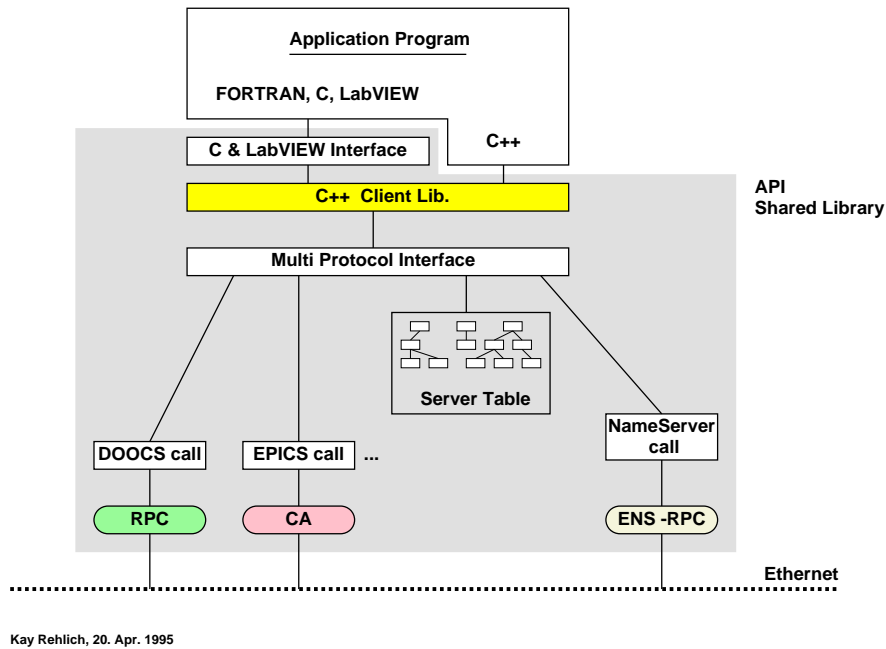 Application Program
FORTRAN, C, LabVIEW
C++
C & LabVIEW Interface
C++ Client Lib.
API
Shared Library
Multi Protocol Interface
Server Table
NameServer
call
DOOCS call
EPICS call
...
RPC
CA
ENS -RPC
Ethernet
Kay Rehlich, 20. Apr. 1995